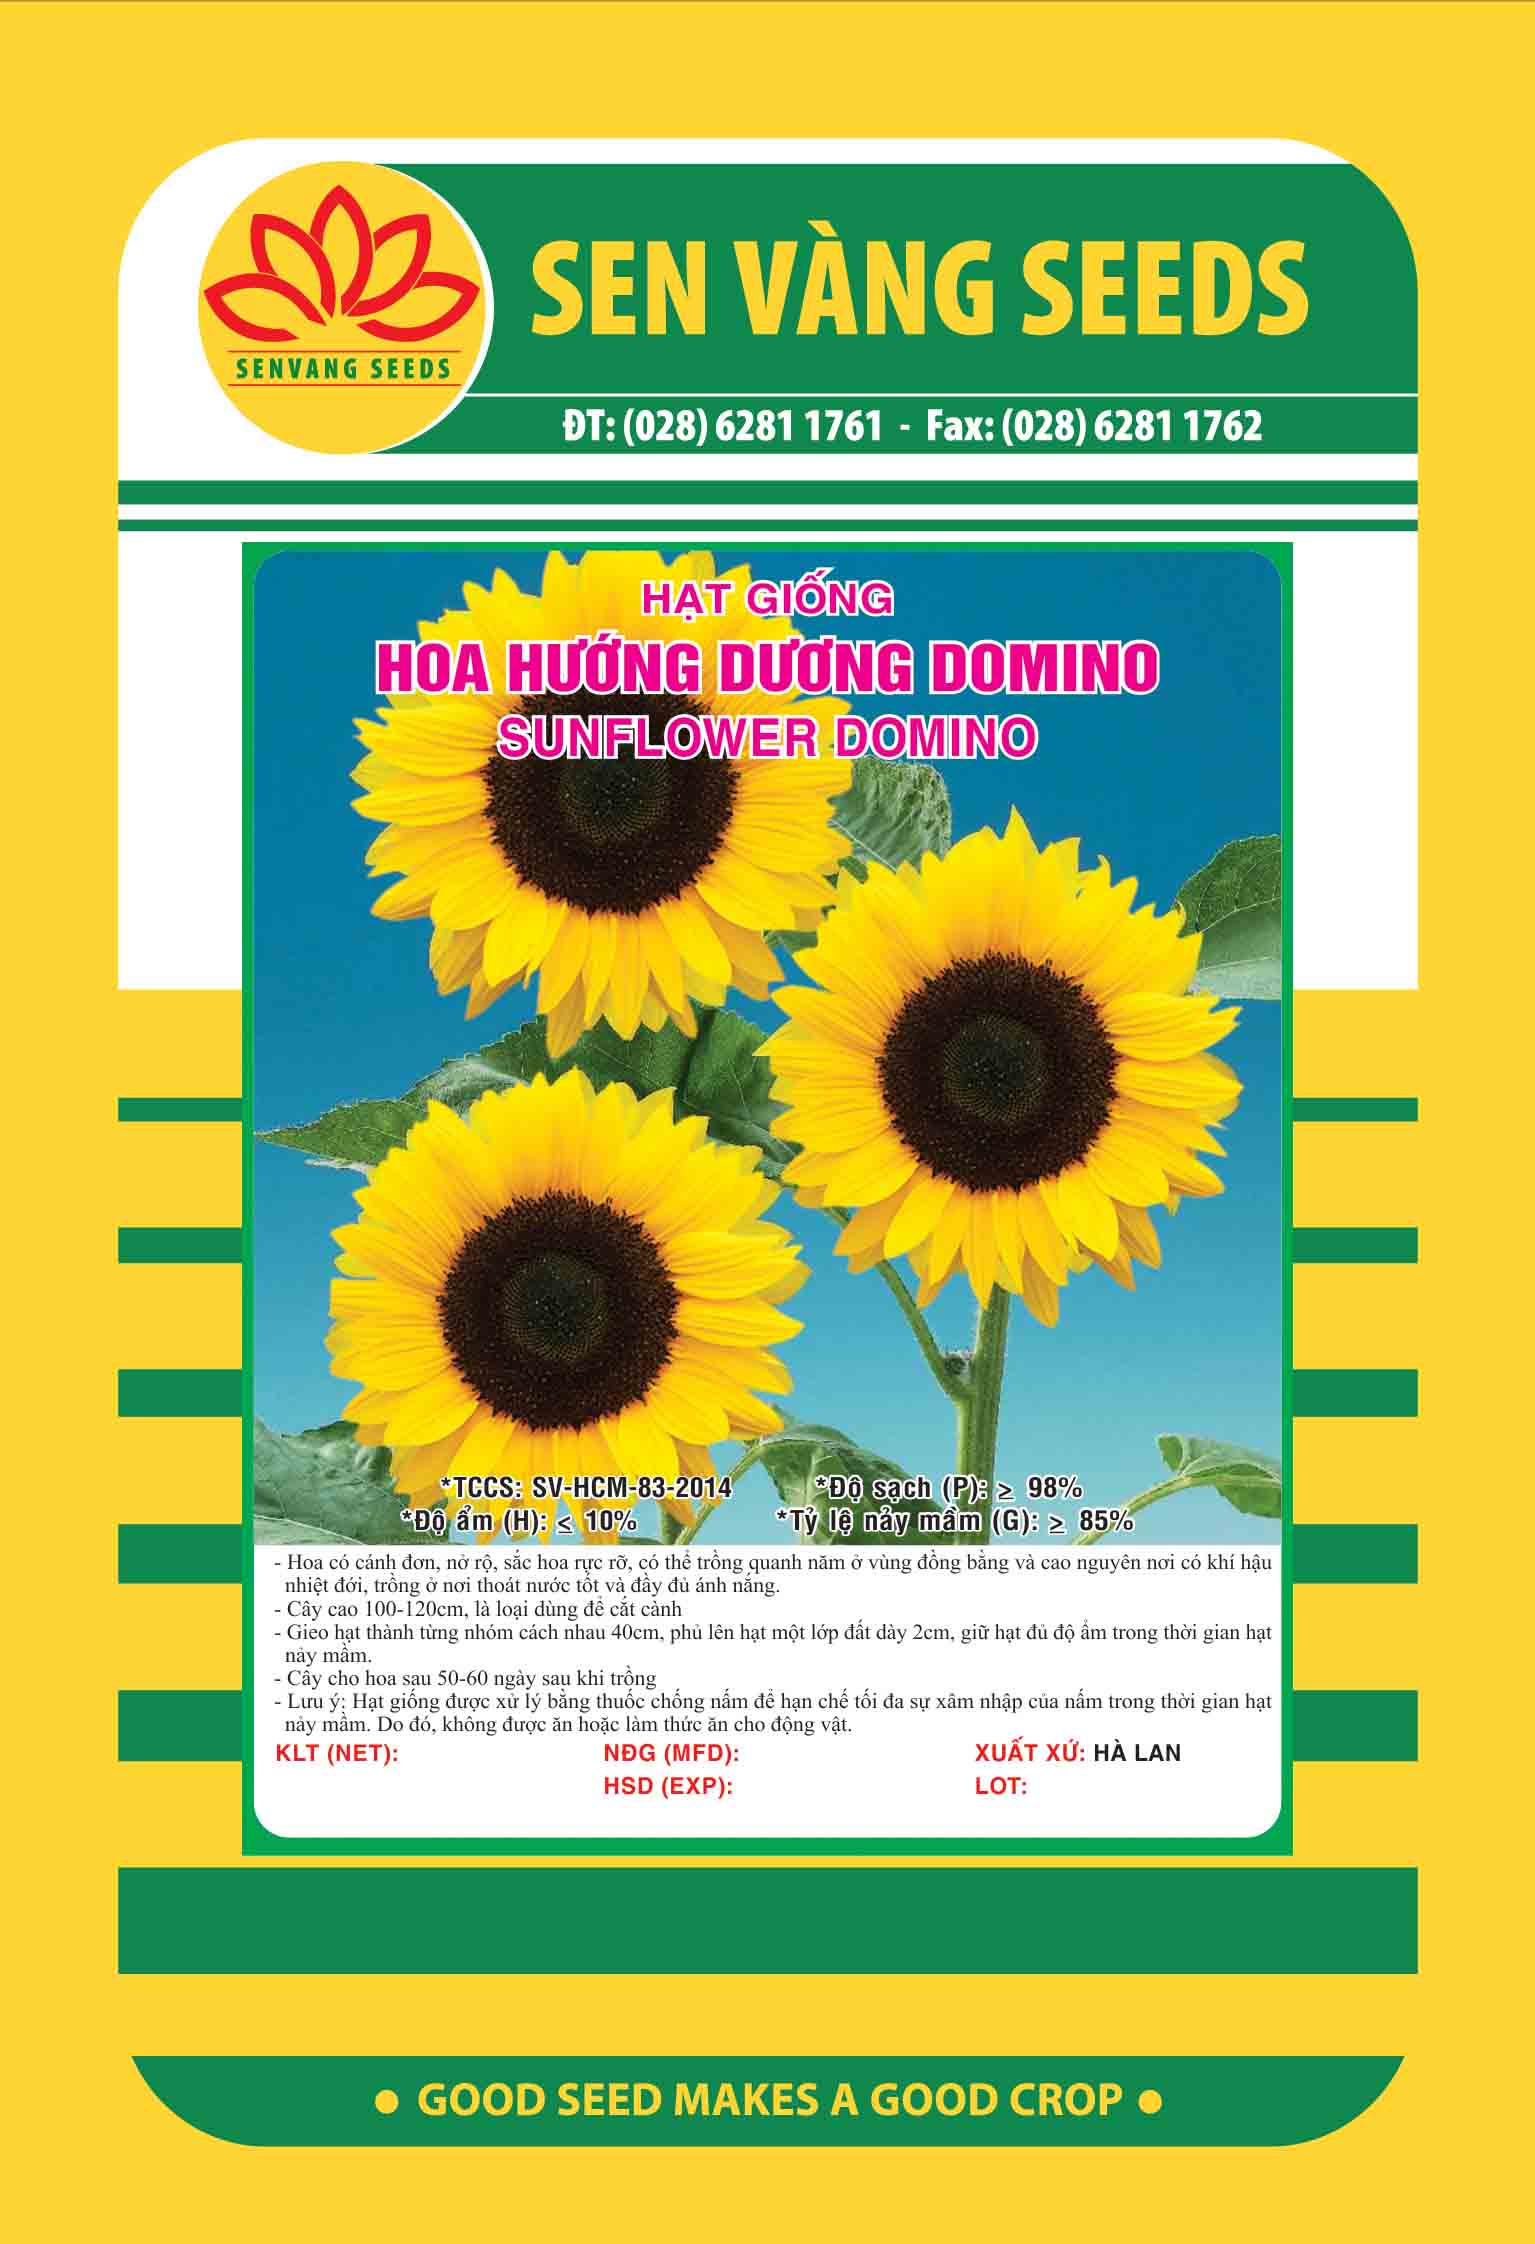 SENVANG SEEDS
SEN VÀNG SEEDS
ĐT: (028) 6281 1761 - Fax: (028) 6281 1762
HẠT GIỐNG
HOA HƯỚNG DƯƠNG DOMINO
SUNFLOWER DOMINO
*TCCS: SV-HCM-83-2014 *Độ sạch (P): ≥ 98%
*Độ ẩm (H): ≤ 10% *Tỷ lệ nảy mầm (G): ≥ 85%
- Hoa có cánh đơn, nở rộ, sắc hoa rực rỡ, có thể trồng quanh năm ở vùng đồng bằng và cao nguyên nơi có khí hậu
nhiệt đới, trồng ở nơi thoát nước tốt và đầy đủ ánh nắng.
- Cây cao 100-120cm, là loại dùng để cắt cành
- Gieo hạt thành từng nhóm cách nhau 40cm, phủ lên hạt một lớp đất dày 2cm, giữ hạt đủ độ ẩm trong thời gian hạt
nảy mầm.
- Cây cho hoa sau 50-60 ngày sau khi trồng
- Lưu ý: Hạt giống được xử lý bằng thuốc chống nấm để hạn chế tối đa sự xâm nhập của nấm trong thời gian hạt
nảy mầm. Do đó, không được ăn hoặc làm thức ăn cho động vật.
KLT (NET): NĐG (MFD): XUẤT XỨ: HÀ LAN
HSD (EXP): LOT:
• GOOD SEED MAKES A GOOD CROP •